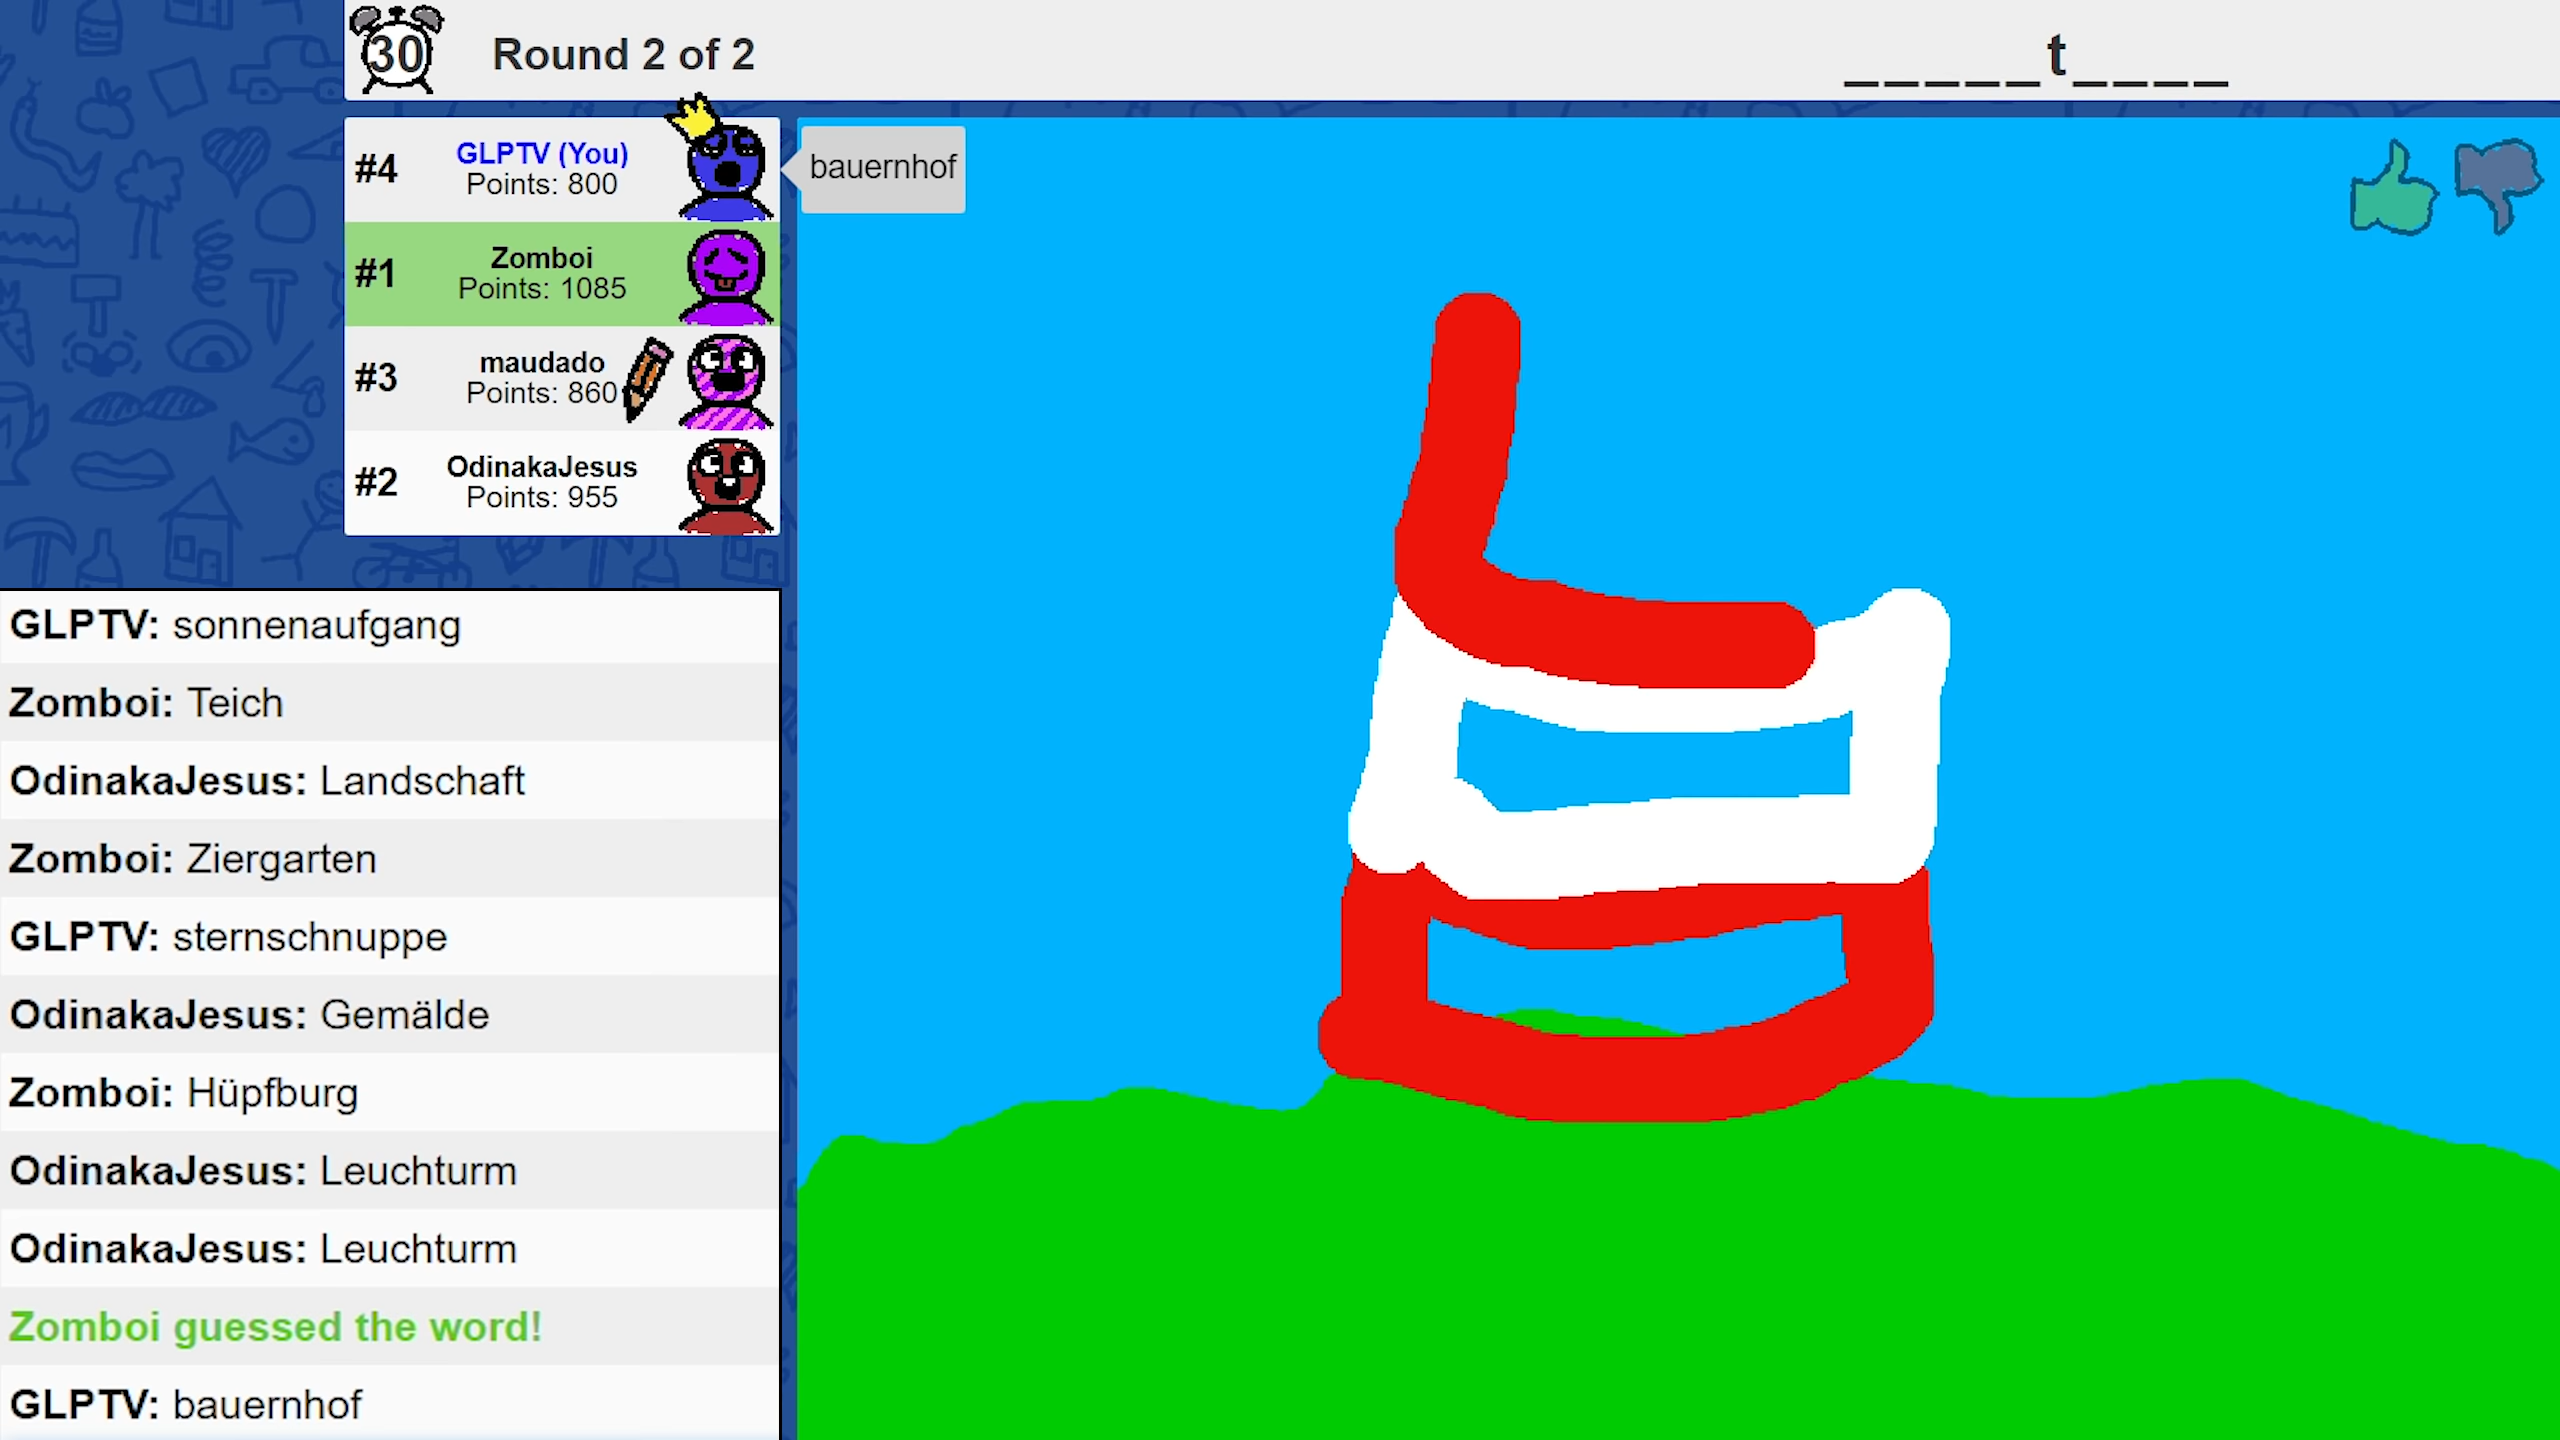 30
Round 2 of 2
_____t____
#4
GLPTV (You)
Points: 800
bauernhof
#1
Zomboi
Points: 1085
#3
maudado
Points: 860
#2
OdinakaJesus
Points: 955
GLPTV: sonnenaufgang
Zomboi: Teich
OdinakaJesus: Landschaft
Zomboi: Ziergarten
GLPTV: sternschnuppe
OdinakaJesus: Gemälde
Zomboi: Hüpfburg
OdinakaJesus: Leuchturm
OdinakaJesus: Leuchturm
Zomboi guessed the word!
GLPTV: bauernhof